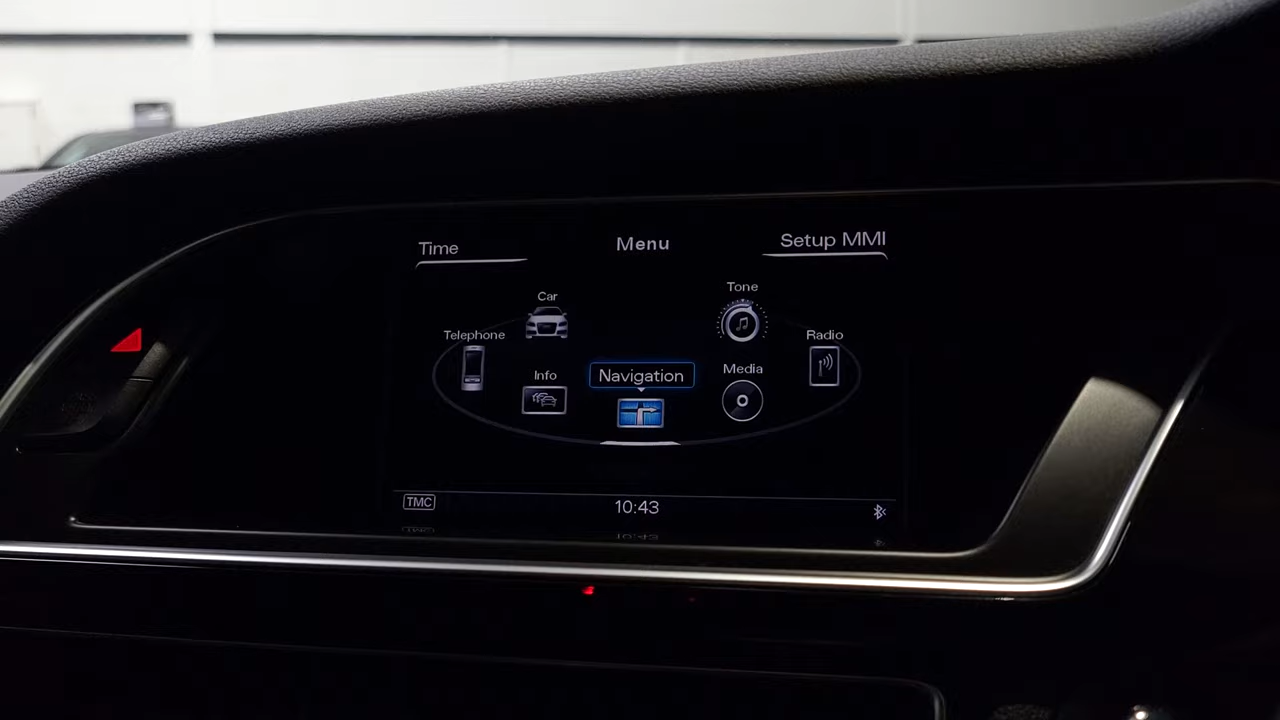 Time
Menu
Setup MMI
Car
Tone
Telephone
Radio
Info
Navigation
Media
TMC
10:43